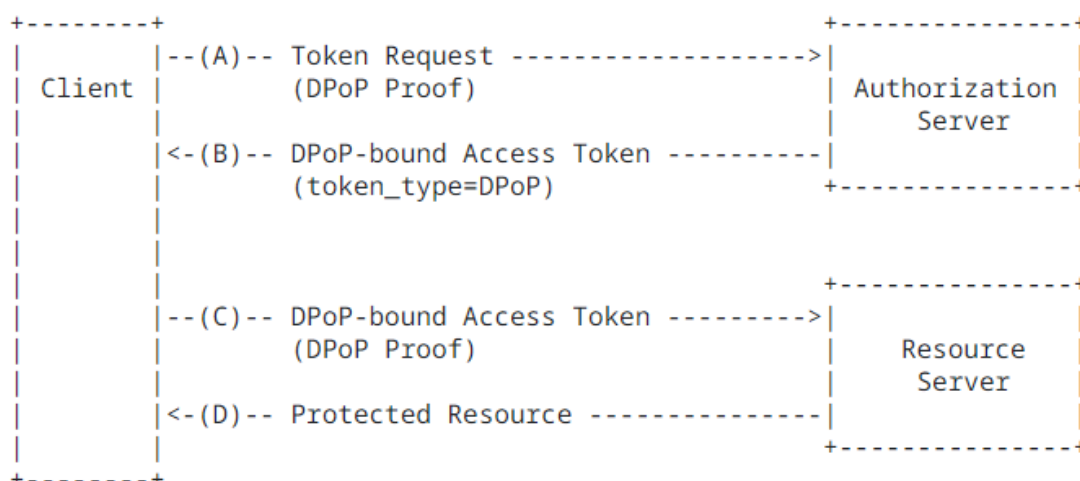 --(A)-- Token Request ------------------->
Client (DPoP Proof) Authorization
Server
<-(B)-- DPoP-bound Access Token ----------
(token_type=DPoP)
--(C)-- DPoP-bound Access Token --------->
(DPoP Proof) Resource
Server
<-(D)-- Protected Resource ---------------